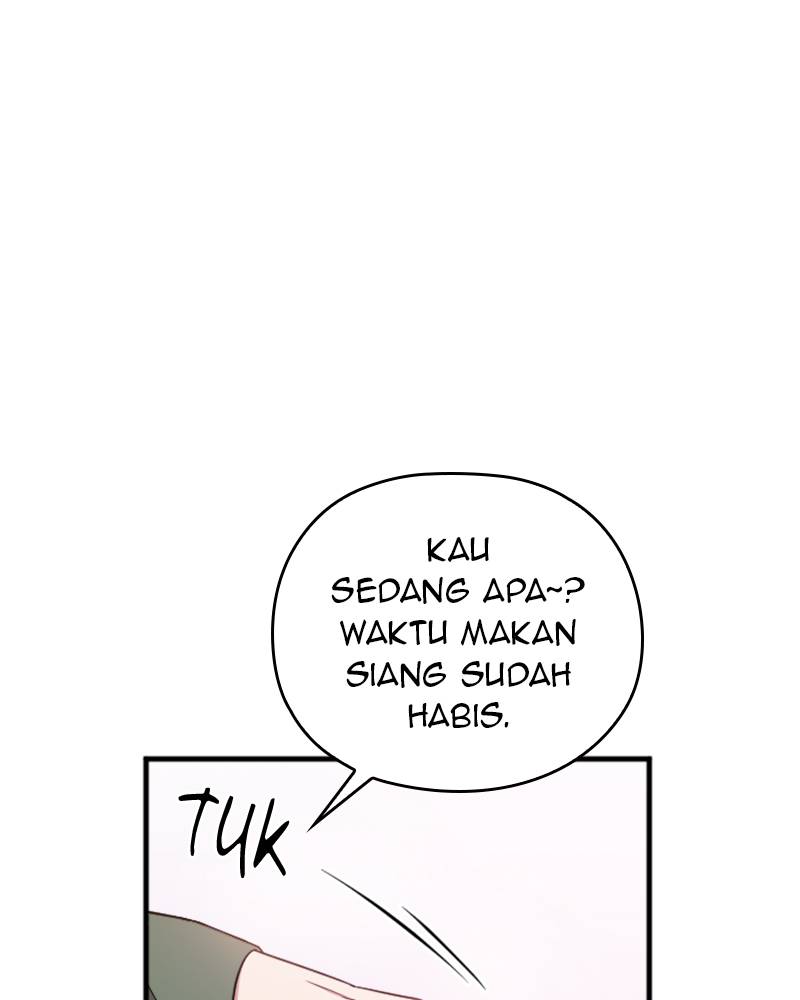 KAU
SEDANG APA~?
WAKTU MAKAN
SIANG SUDAH
HABIS.
TUK